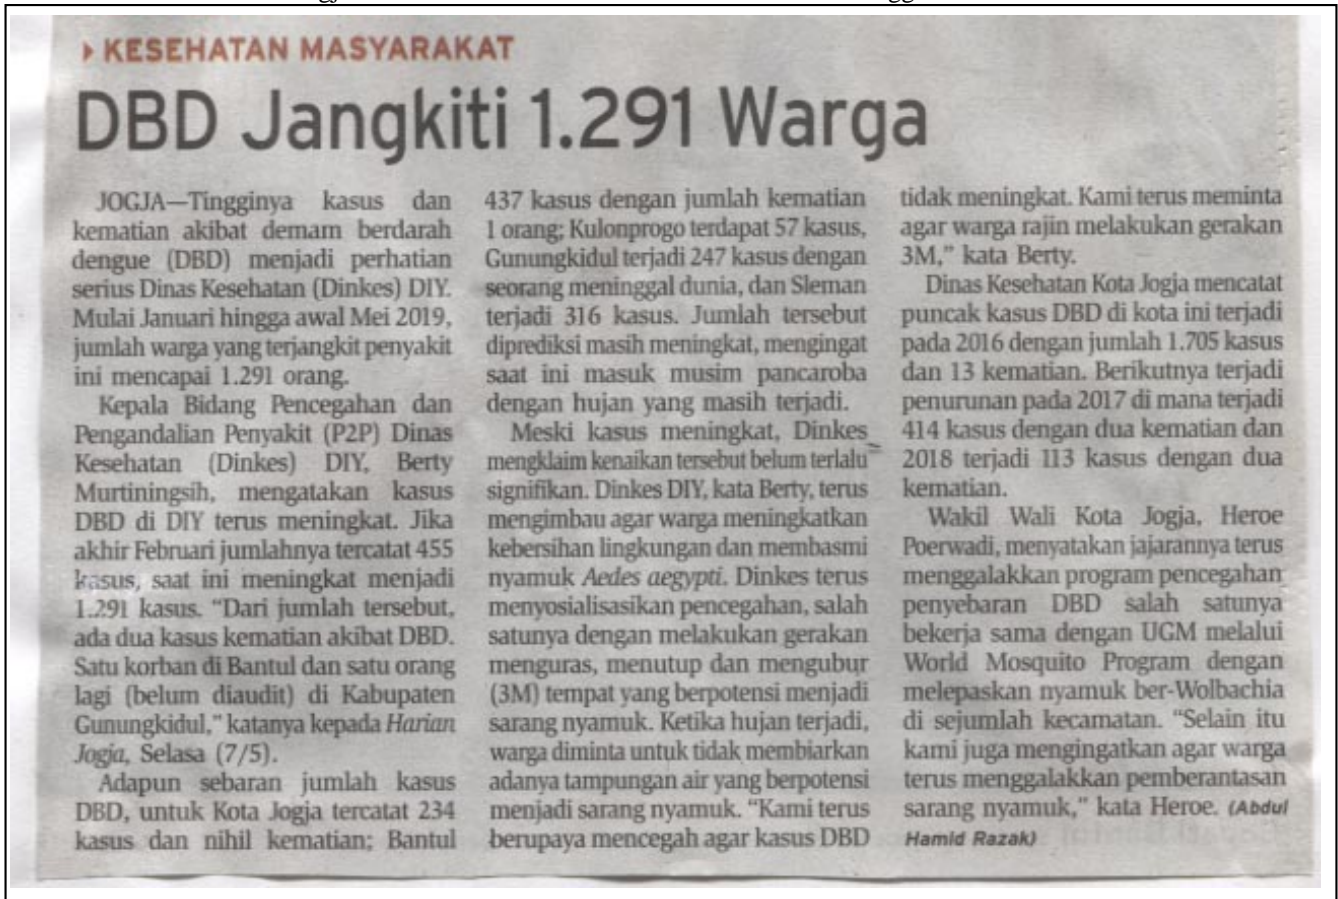 KESEHATAN MASYARAKAT
DBD Jangkiti 1.291 Warga
JOGJA—Tingginya kasus dan
kematian akibat demam berdarah
dengue (DBD) menjadi perhatian
serius Dinas Kesehatan (Dinkes) DIY.
Mulai Januari hingga awal Mei 2019,
jumlah warga yang terjangkit penyakit
ini mencapai 1.291 orang.
Kepala Bidang Pencegahan dan
Pengandalian Penyakit (P2P) Dinas
Kesehatan (Dinkes) DIY, Berty
Murtiningsih, mengatakan kasus
DBD di DIY terus meningkat. Jika
akhir Februari jumlahnya tercatat 455
kasus, saat ini meningkat menjadi
1.291 kasus. “Dari jumlah tersebut,
ada dua kasus kematian akibat DBD.
Satu korban di Bantul dan satu orang
lagi (belum diaudit) di Kabupaten
Gunungkidul,” katanya kepada Harian
Jogja, Selasa (7/5).
Adapun sebaran jumlah kasus
DBD, untuk Kota Jogja tercatat 234
kasus dan nihil kematian; Bantul
437 kasus dengan jumlah kematian
1 orang; Kulonprogo terdapat 57 kasus,
Gunungkidul terjadi 247 kasus dengan
seorang meninggal dunia, dan Sleman
terjadi 316 kasus. Jumlah tersebut
diprediksi masih meningkat, mengingat
saat ini masuk musim pancaroba
dengan hujan yang masih terjadi.
Meski kasus meningkat, Dinkes
mengklaim kenaikan tersebut belum terlalu
signifikan. Dinkes DIY, kata Berty, terus
mengimbau agar warga meningkatkan
kebersihan lingkungan dan membasmi
nyamuk Aedes aegypti. Dinkes terus
menyosialisasikan pencegahan, salah
satunya dengan melakukan gerakan
menguras, menutup dan mengubur
(3M) tempat yang berpotensi menjadi
sarang nyamuk. Ketika hujan terjadi,
warga diminta untuk tidak membiarkan
adanya tampungan air yang berpotensi
menjadi sarang nyamuk. “Kami terus
berupaya mencegah agar kasus DBD
tidak meningkat. Kami terus meminta
agar warga rajin melakukan gerakan
3M,” kata Berty.
Dinas Kesehatan Kota Jogja mencatat
puncak kasus DBD di kota ini terjadi
pada 2016 dengan jumlah 1.705 kasus
dan 13 kematian. Berikutnya terjadi
penurunan pada 2017 di mana terjadi
414 kasus dengan dua kematian dan
2018 terjadi 113 kasus dengan dua
kematian.
Wakil Wali Kota Jogja, Heroe
Poerwadi, menyatakan jajarannya terus
menggalakkan program pencegahan
penyebaran DBD salah satunya
bekerja sama dengan UGM melalui
World Mosquito Program dengan
melepaskan nyamuk ber-Wolbachia
di sejumlah kecamatan. “Selain itu
kami juga mengingatkan agar warga
terus menggalakkan pemberantasan
sarang nyamuk,” kata Heroe. (Abdul
Hamid Razak)